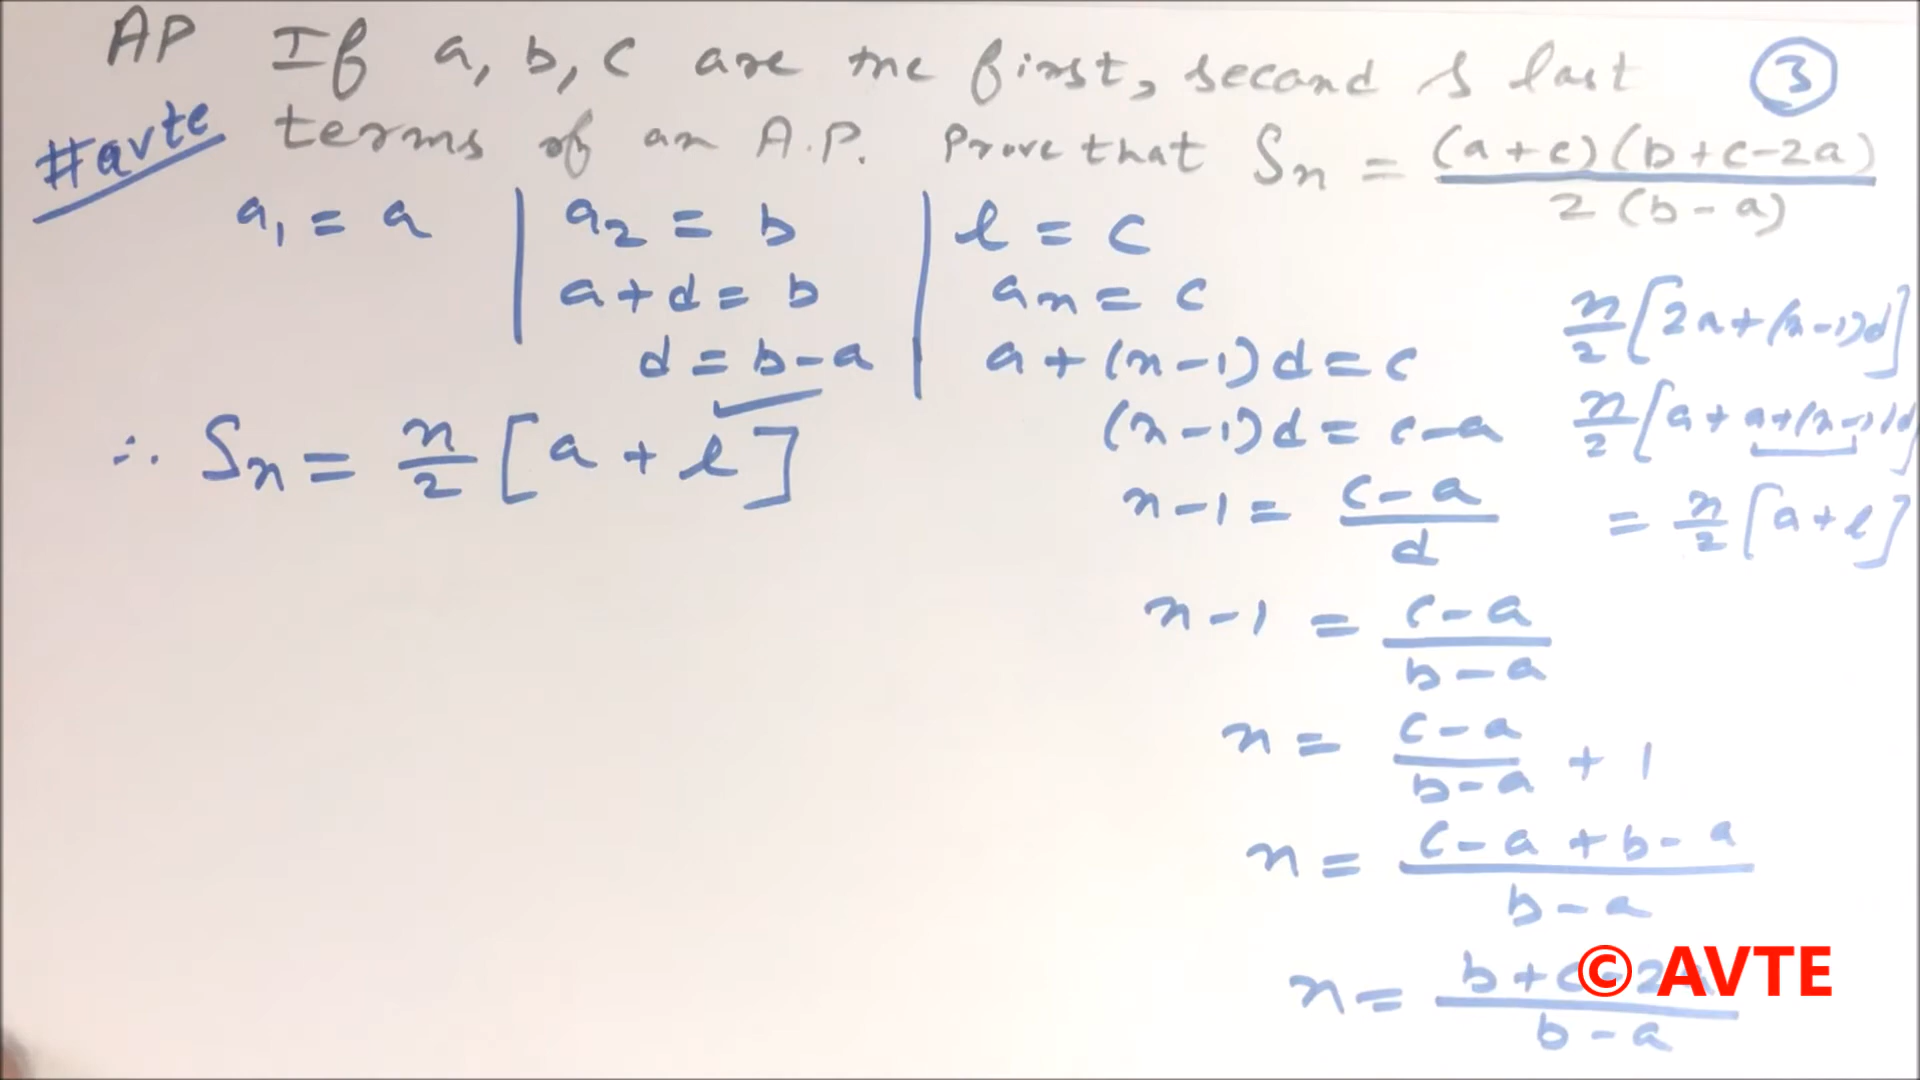 AP If a, b, c are the first, second & last ③
#avte terms of an A.P. Prove that Sn = (a+c)(b+c-2a) / 2(b-a)
a₁ = a | a₂ = b | l = c
a+d = b | an = c
d = b-a | a+(n-1)d = c
n/2 [2a+(n-1)d]
(n-1)d = c-a
n/2 [a+a+(n-1)d]
∴ Sn = n/2 [a+l]
n-1 = c-a / d
= n/2 [a+l]
n-1 = c-a / b-a
n = c-a / b-a + 1
n = c-a+b-a / b-a
n = b+c-2a / b-a
© AVTE